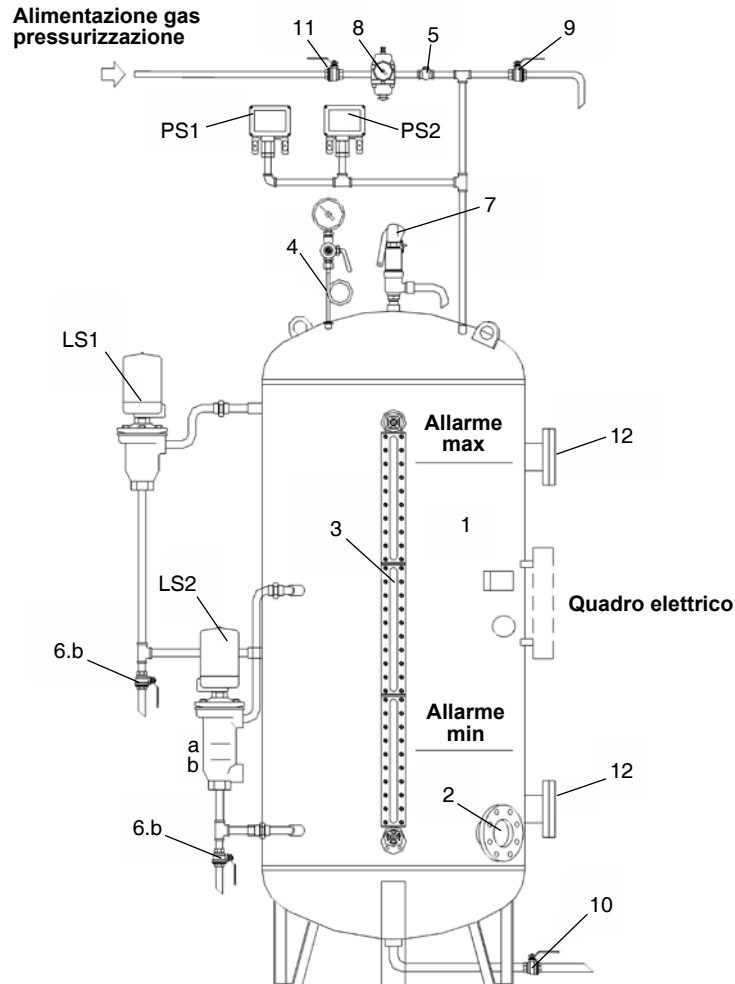 Alimentazione gas
pressurizzazione
11
8
5
9
PS1
PS2
7
4
LS1
Allarme
max
12
3
1
LS2
Quadro elettrico
6.b
Allarme
min
a
b
12
2
6.b
10